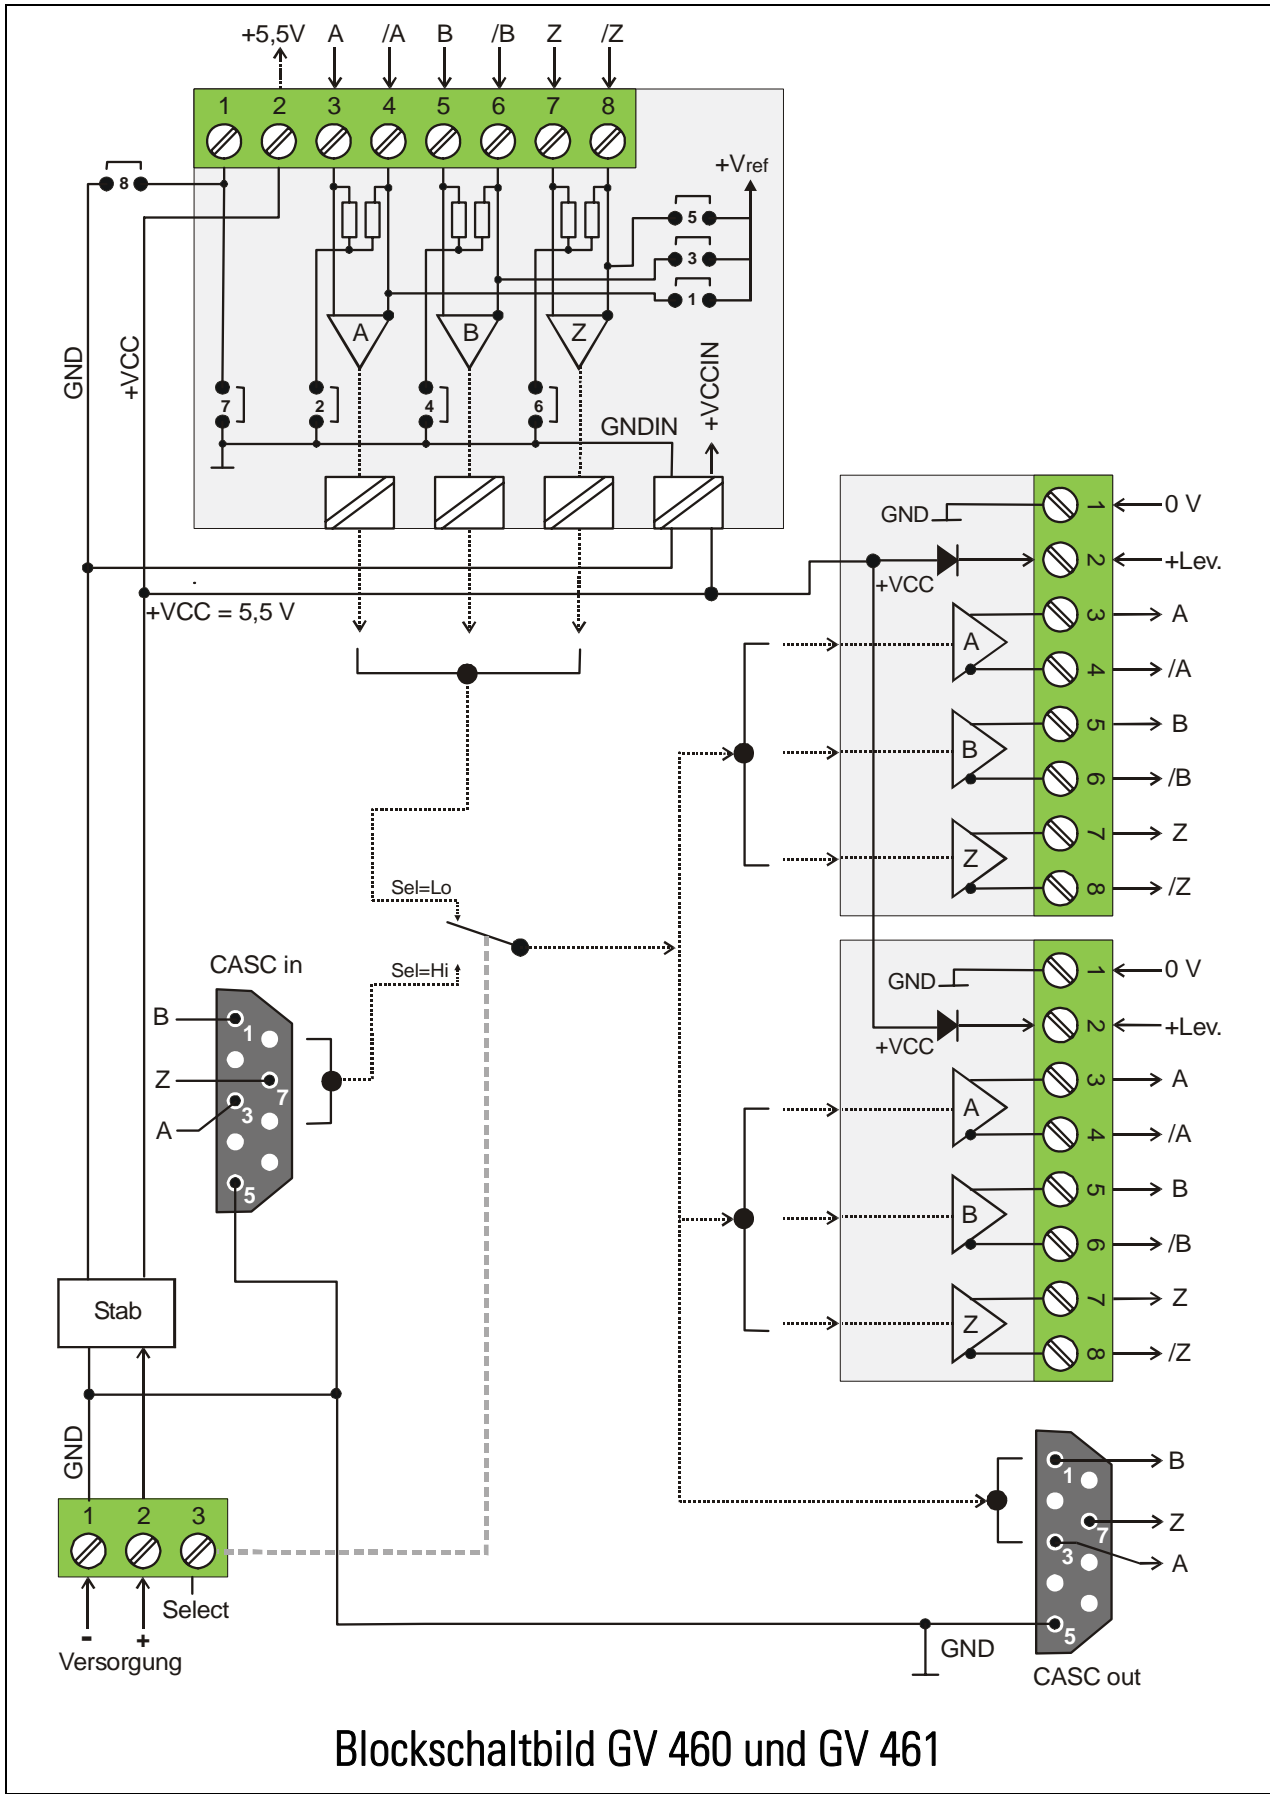 +5,5V A /A B /B Z /Z
1 2 3 4 5 6 7 8
8
+Vref
5
3
1
A B Z
GND
+VCC
+VCCIN
7 2 4 6
GNDIN
+VCC = 5,5 V
GND
+VCC
1 0 V
2 +Lev.
3 A
4 /A
5 B
6 /B
7 Z
8 /Z
A
B
Z
Sel=Lo
Sel=Hi
CASC in
B
Z
A
1
7
3
5
GND
+VCC
1 0 V
2 +Lev.
3 A
4 /A
5 B
6 /B
7 Z
8 /Z
A
B
Z
Stab
GND
1 2 3
Select
- +
Versorgung
1 B
7 Z
3 A
5
GND
CASC out
Blockschaltbild GV 460 und GV 461